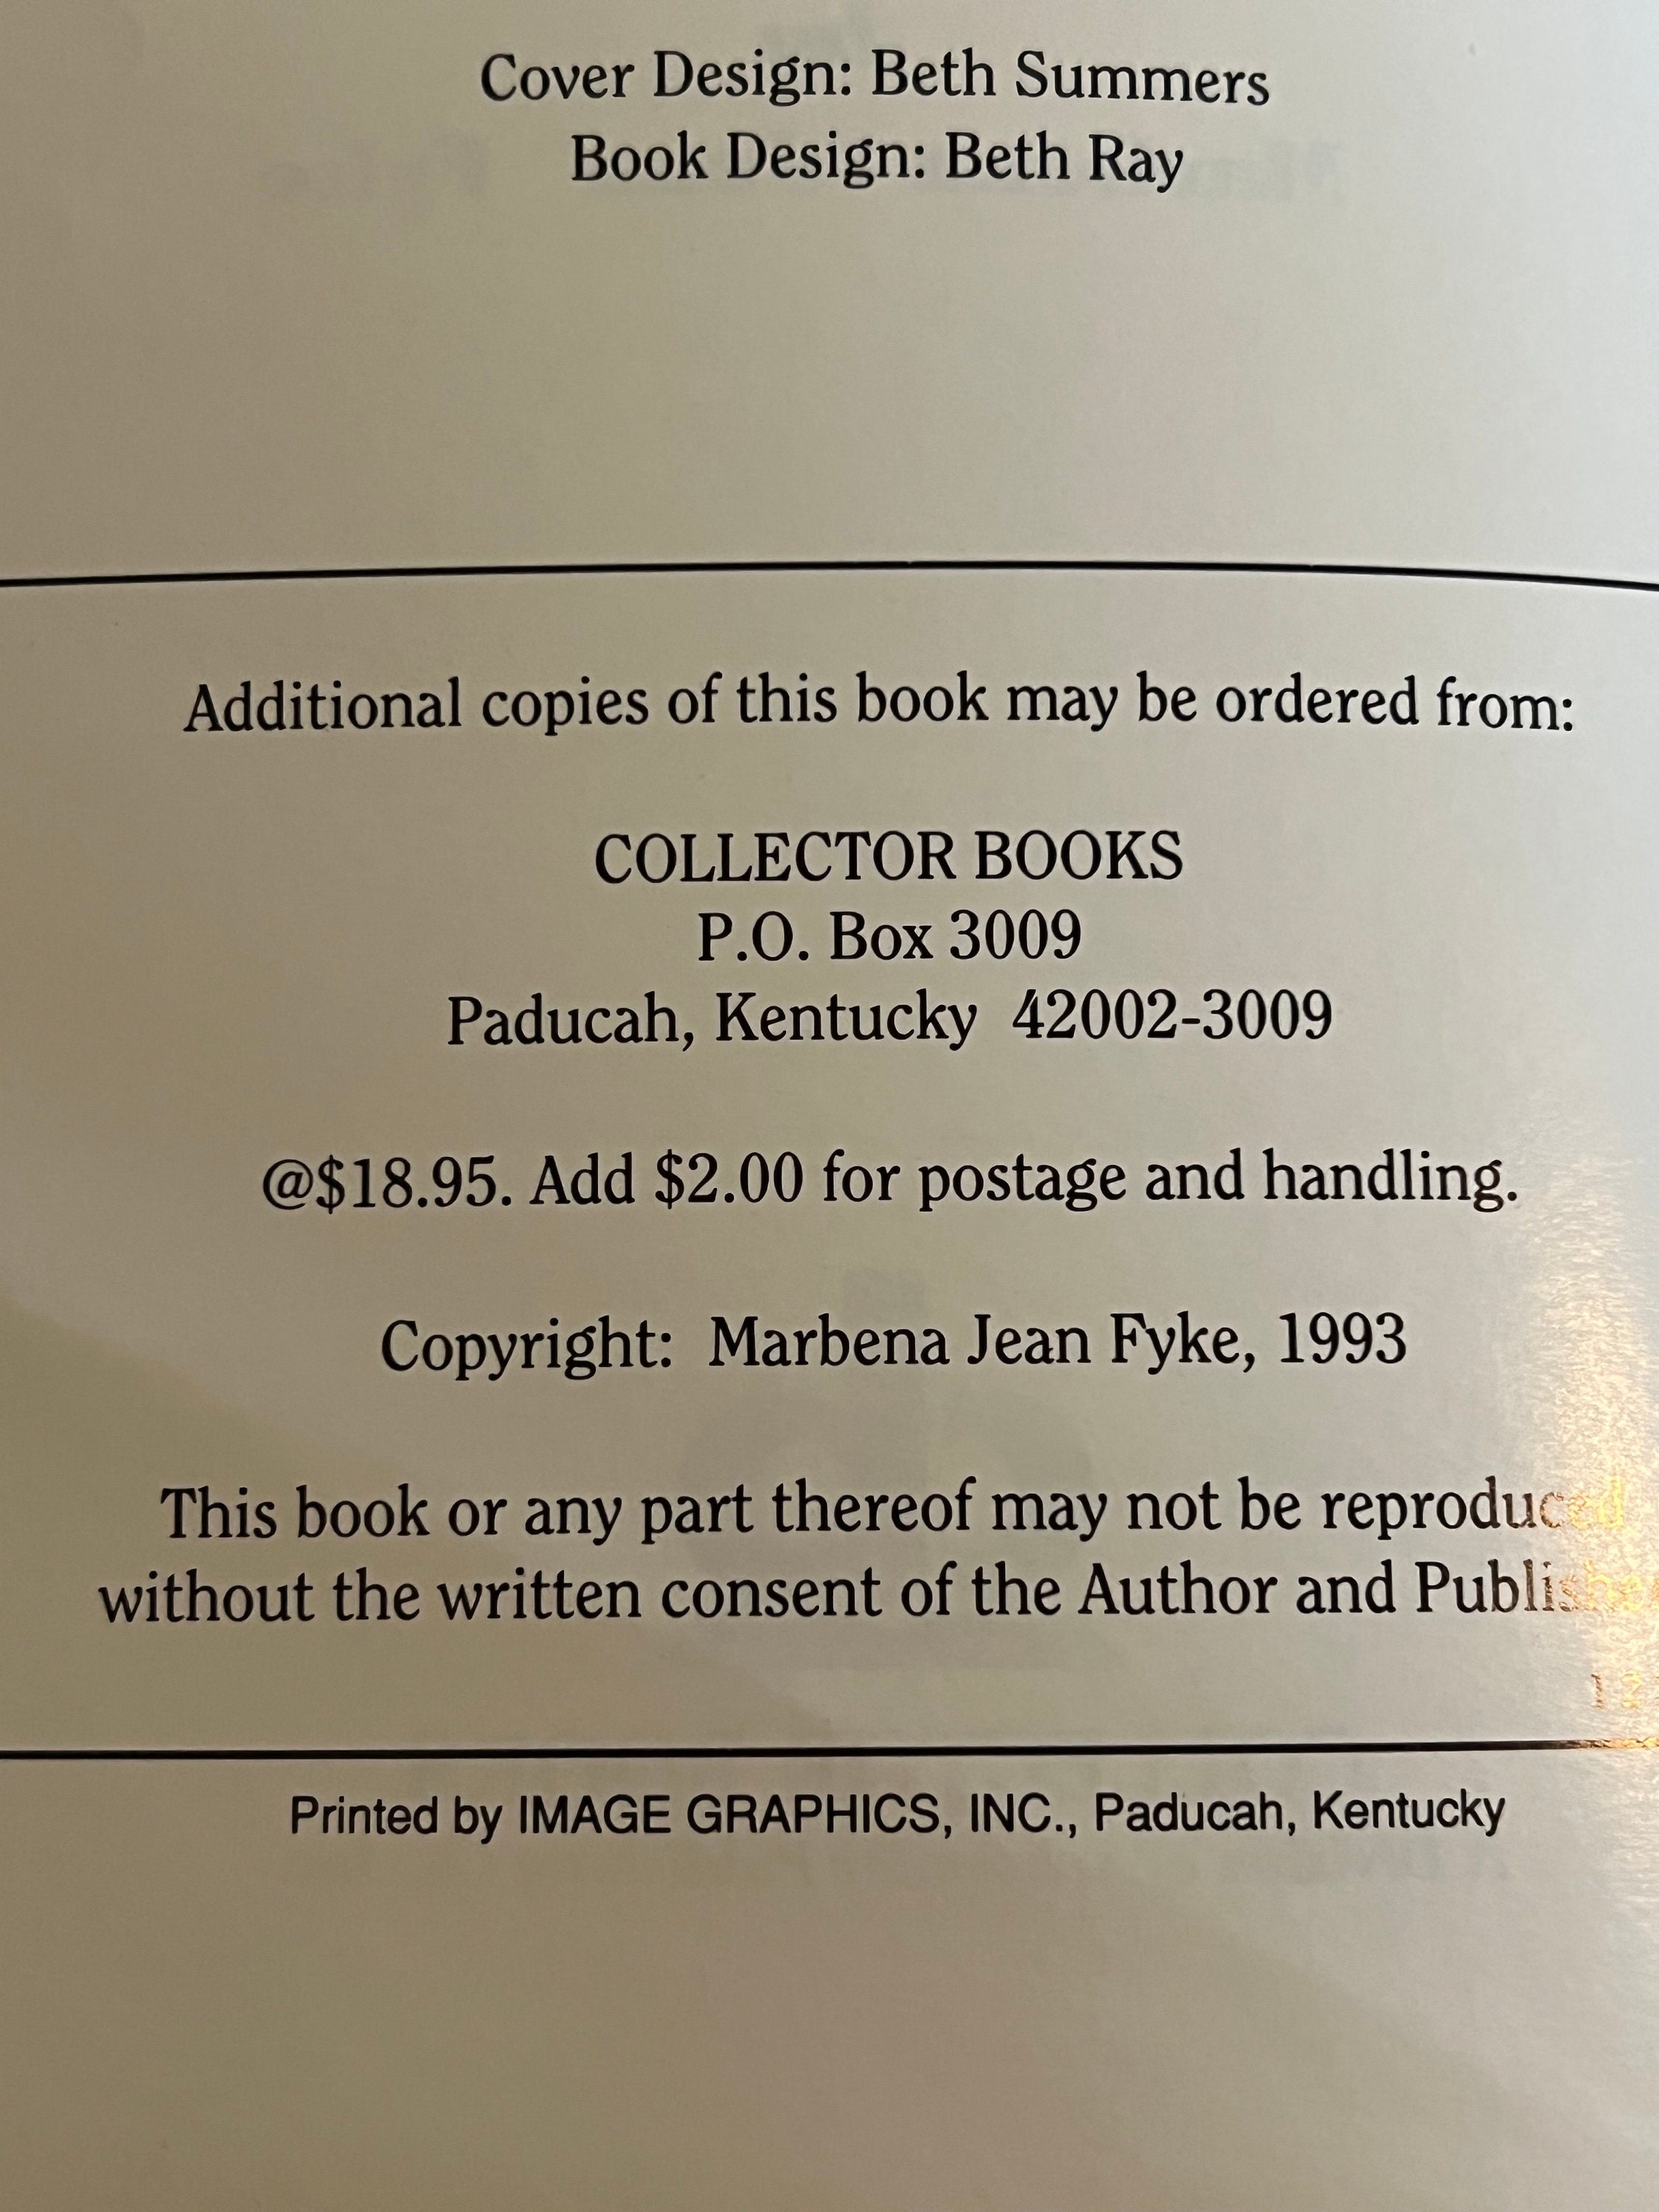 Cover Design: Beth Summers
Book Design: Beth Ray
Additional copies of this book may be ordered from:
COLLECTOR BOOKS
P.O. Box 3009
Paducah, Kentucky 42002-3009
@$18.95. Add $2.00 for postage and handling.
Copyright: Marbena Jean Fyke, 1993
This book or any part thereof may not be reproduced
without the written consent of the Author and
Printed by IMAGE GRAPHICS, INC., Paducah, Kentucky